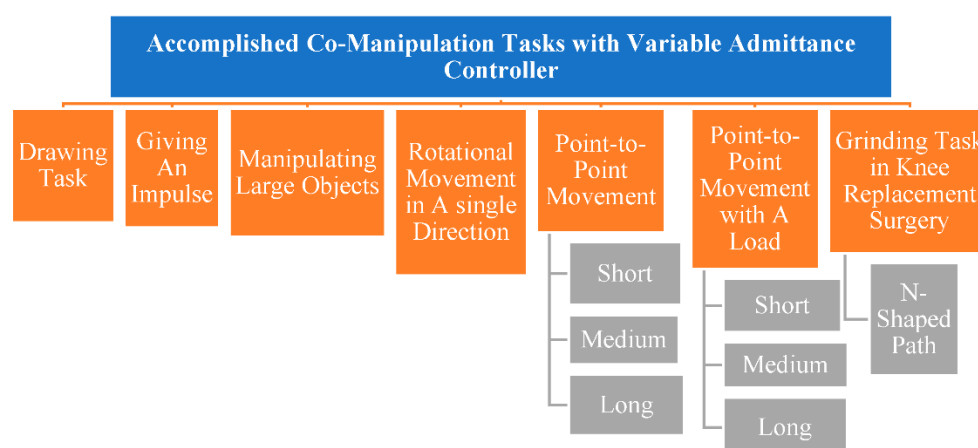 Accomplished Co-Manipulation Tasks with Variable Admittance
Controller
Drawing
Task
Giving
An
Impulse
Manipulating
Large Objects
Rotational
Movement
in A single
Direction
Point-to-
Point
Movement
Short
Medium
Long
Point-to-
Point
Movement
with A
Load
Short
Medium
Long
Grinding Task
in Knee
Replacement
Surgery
N-
Shaped
Path